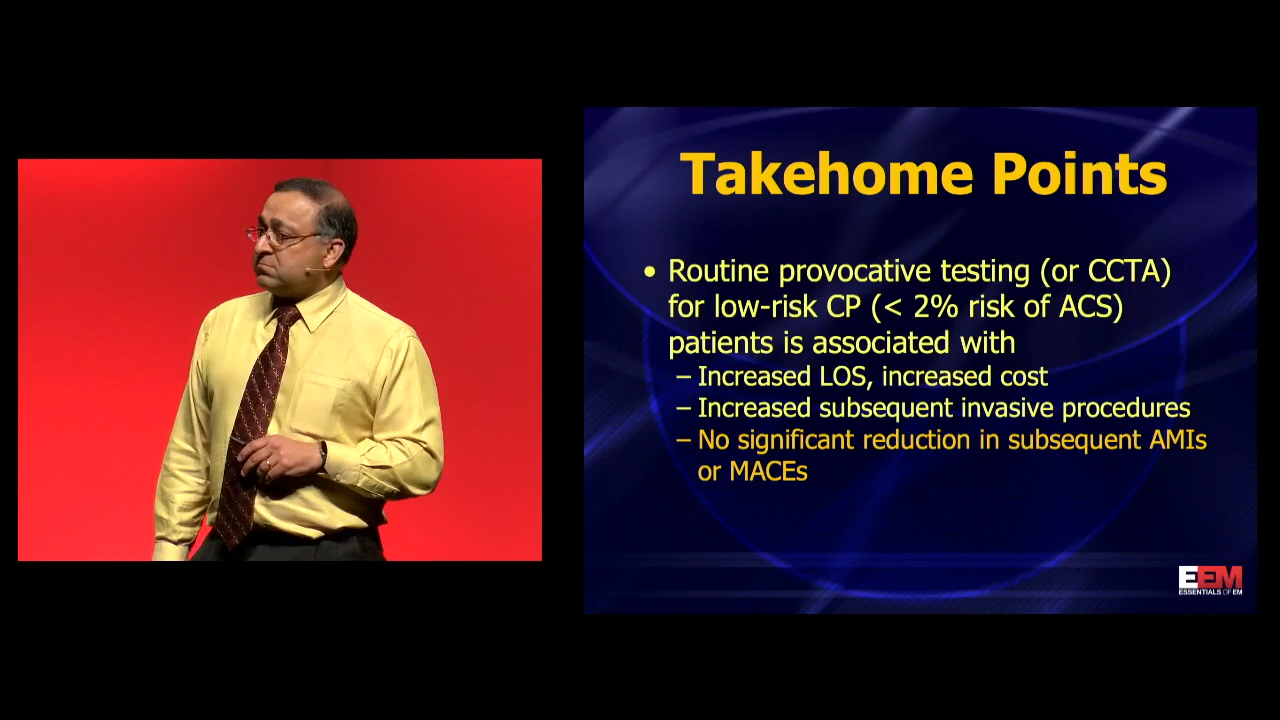 Takehome Points
• Routine provocative testing (or CCTA)
for low-risk CP (< 2% risk of ACS)
patients is associated with
– Increased LOS, increased cost
– Increased subsequent invasive procedures
– No significant reduction in subsequent AMIs
or MACEs
EEM
ESSENTIALS OF EM